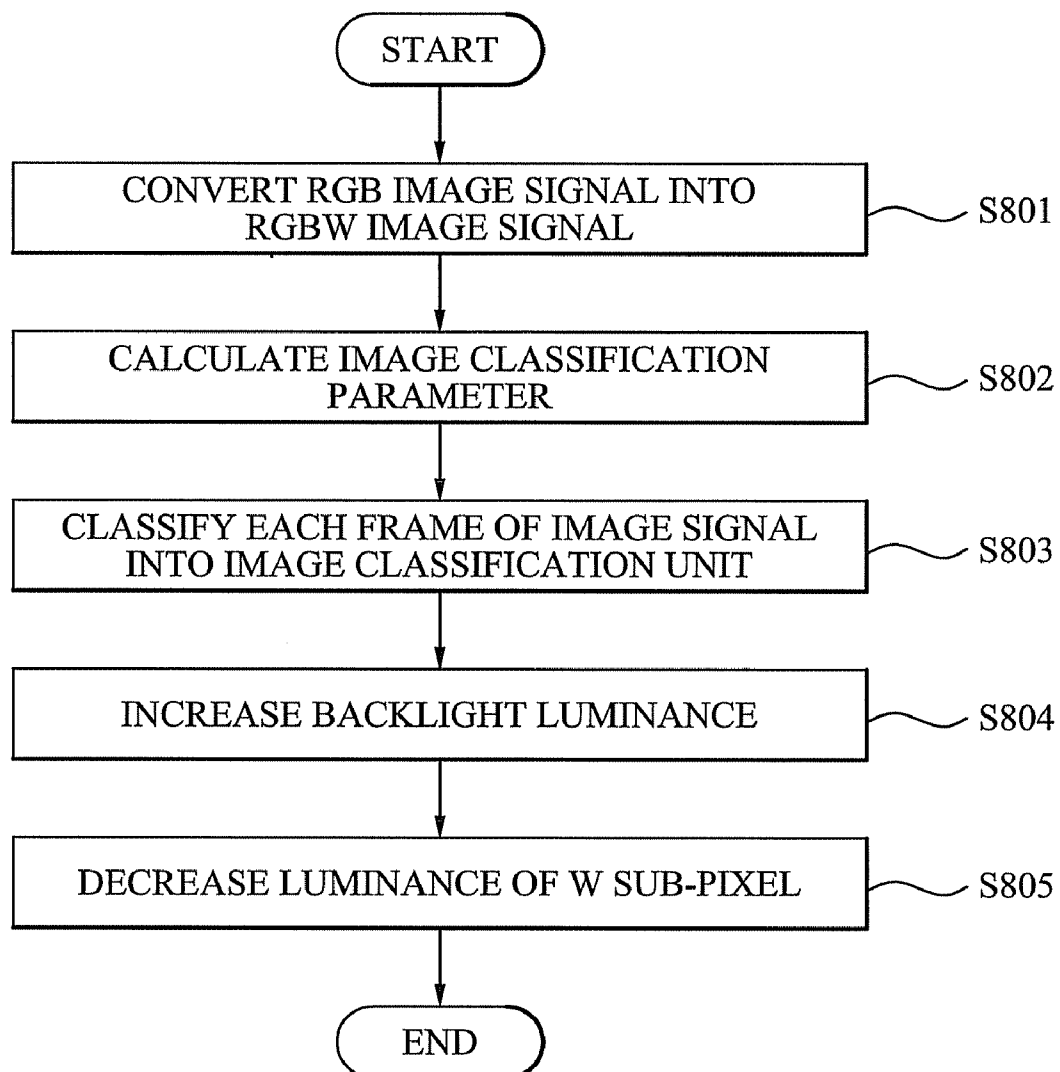 START
CONVERT RGB IMAGE SIGNAL INTO
RGBW IMAGE SIGNAL
S801
CALCULATE IMAGE CLASSIFICATION
PARAMETER
S802
CLASSIFY EACH FRAME OF IMAGE SIGNAL
INTO IMAGE CLASSIFICATION UNIT
S803
INCREASE BACKLIGHT LUMINANCE
S804
DECREASE LUMINANCE OF W SUB-PIXEL
S805
END